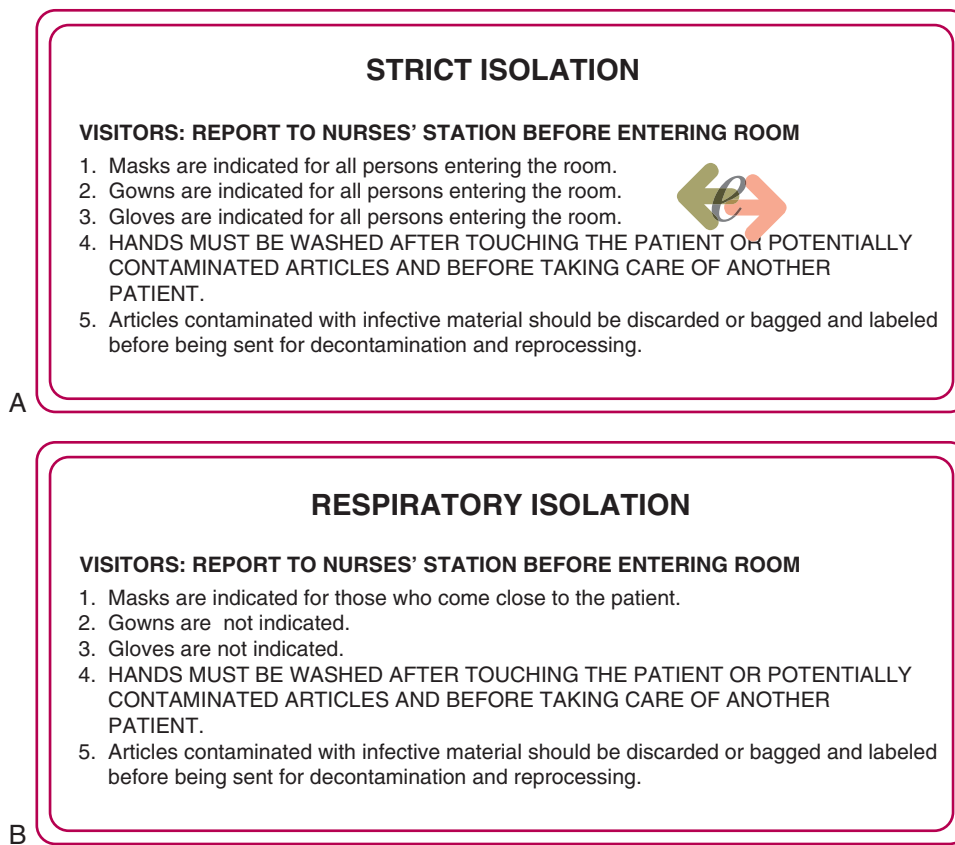 STRICT ISOLATION
VISITORS: REPORT TO NURSES’ STATION BEFORE ENTERING ROOM
1. Masks are indicated for all persons entering the room.
2. Gowns are indicated for all persons entering the room.
3. Gloves are indicated for all persons entering the room.
e
4. HANDS MUST BE WASHED AFTER TOUCHING THE PATIENT OR POTENTIALLY
CONTAMINATED ARTICLES AND BEFORE TAKING CARE OF ANOTHER
PATIENT.
5. Articles contaminated with infective material should be discarded or bagged and labeled
before being sent for decontamination and reprocessing.
A
RESPIRATORY ISOLATION
VISITORS: REPORT TO NURSES’ STATION BEFORE ENTERING ROOM
1. Masks are indicated for those who come close to the patient.
2. Gowns are not indicated.
3. Gloves are not indicated.
4. HANDS MUST BE WASHED AFTER TOUCHING THE PATIENT OR POTENTIALLY
CONTAMINATED ARTICLES AND BEFORE TAKING CARE OF ANOTHER
PATIENT.
5. Articles contaminated with infective material should be discarded or bagged and labeled
before being sent for decontamination and reprocessing.
B